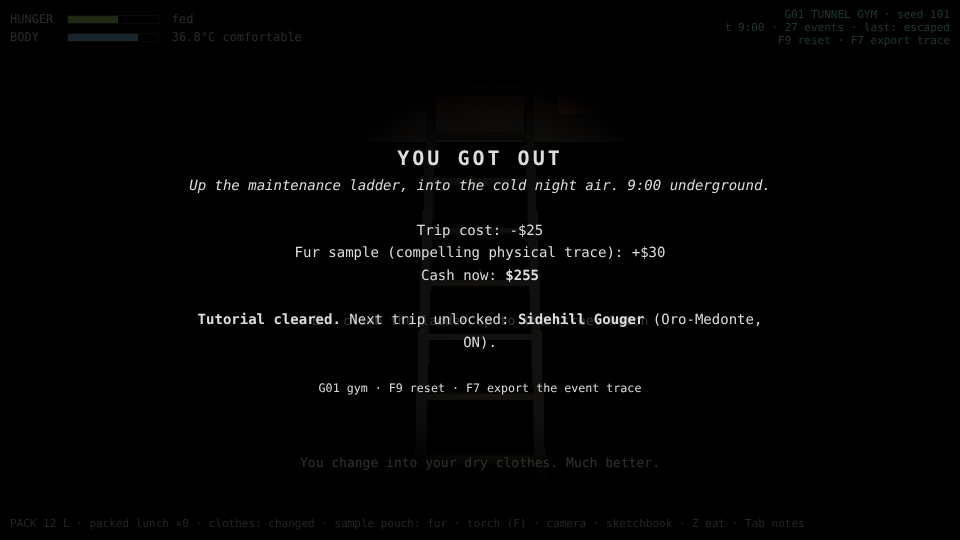 HUNGER fed
BODY 36.8°C comfortable
G01 TUNNEL GYM · seed 101
t 9:00 · 27 events · last: escaped
F9 reset · F7 export trace
YOU GOT OUT
Up the maintenance ladder, into the cold night air. 9:00 underground.
Trip cost: -$25
Fur sample (compelling physical trace): +$30
Cash now: $255
Tutorial cleared. Next trip unlocked: Sidehill Gouger (Oro-Medonte,
ON).
G01 gym · F9 reset · F7 export the event trace
You change into your dry clothes. Much better.
PACK 12 L · packed lunch ×0 · clothes: changed · sample pouch: fur · torch (F) · camera · sketchbook · Z eat · Tab notes